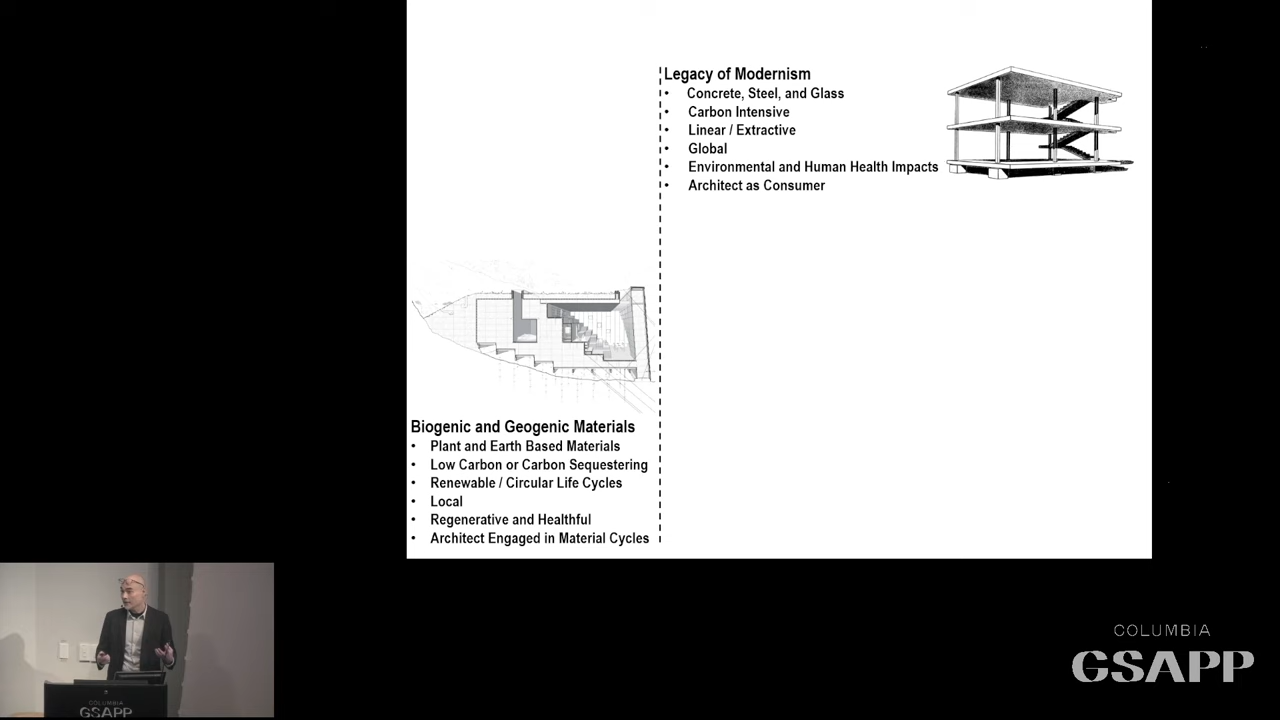 Legacy of Modernism
• Concrete, Steel, and Glass
• Carbon Intensive
• Linear / Extractive
• Global
• Environmental and Human Health Impacts
• Architect as Consumer
Biogenic and Geogenic Materials
• Plant and Earth Based Materials
• Low Carbon or Carbon Sequestering
• Renewable / Circular Life Cycles
• Local
• Regenerative and Healthful
• Architect Engaged in Material Cycles
COLUMBIA
GSAPP
COLUMBIA
GSAPP